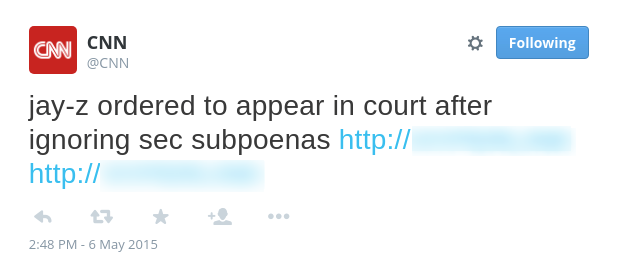 CNN
CNN
@CNN
Following
jay-z ordered to appear in court after
ignoring sec subpoenas http://
http://
2:48 PM - 6 May 2015